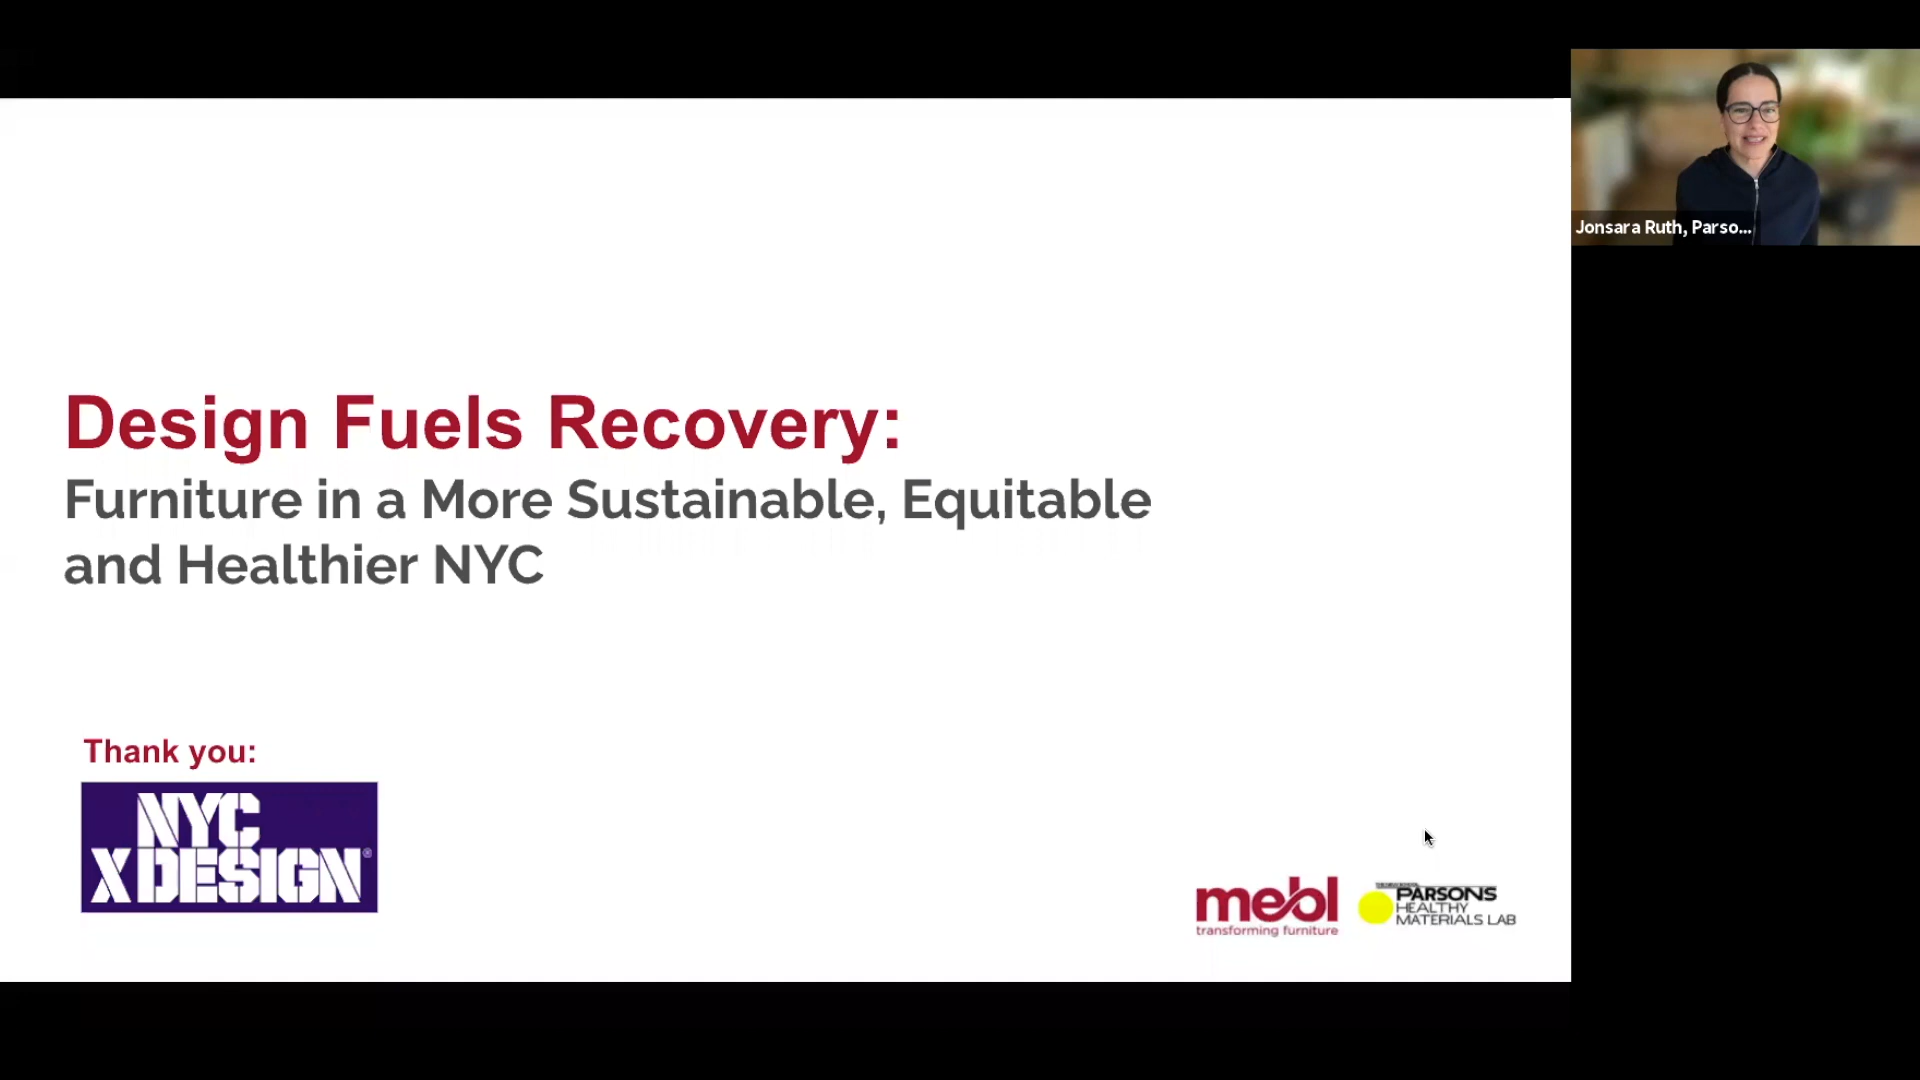 Jonsara Ruth, Parso...
Design Fuels Recovery:
Furniture in a More Sustainable, Equitable
and Healthier NYC
Thank you:
NYC
X DESIGN®
mebl
transforming furniture
PARSONS
HEALTHY
MATERIALS LAB